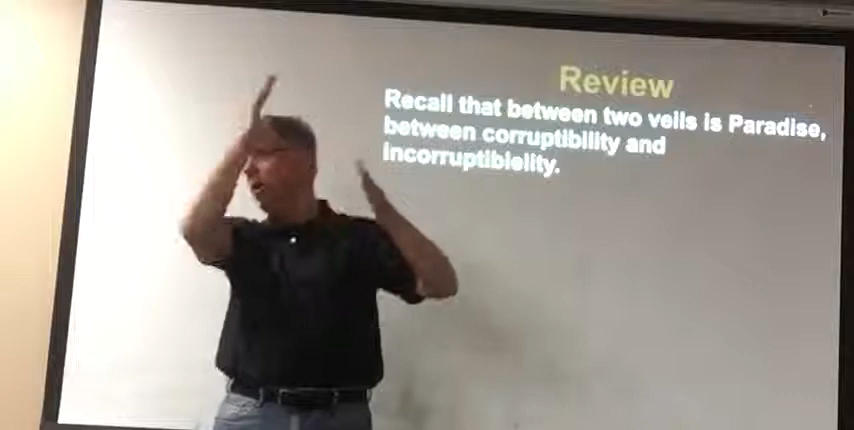 Review
Recall that between two veils is Paradise,
between corruptibility and
incorruptibielity.